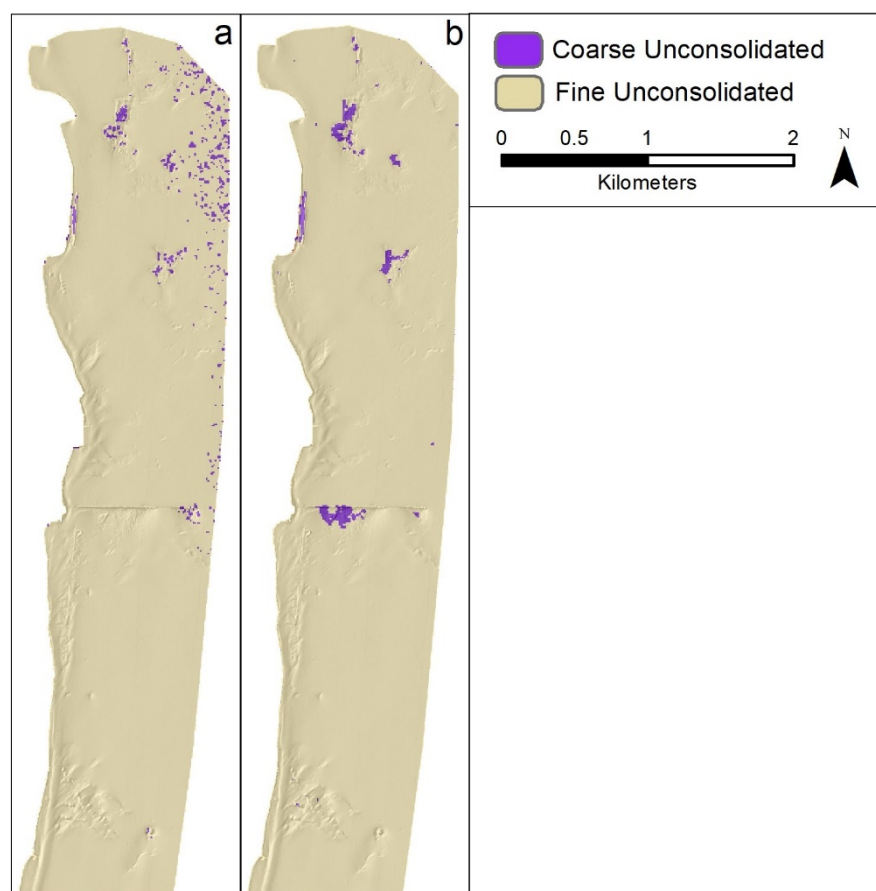 a
b
Coarse Unconsolidated
Fine Unconsolidated
0 0.5 1 2
Kilometers
N